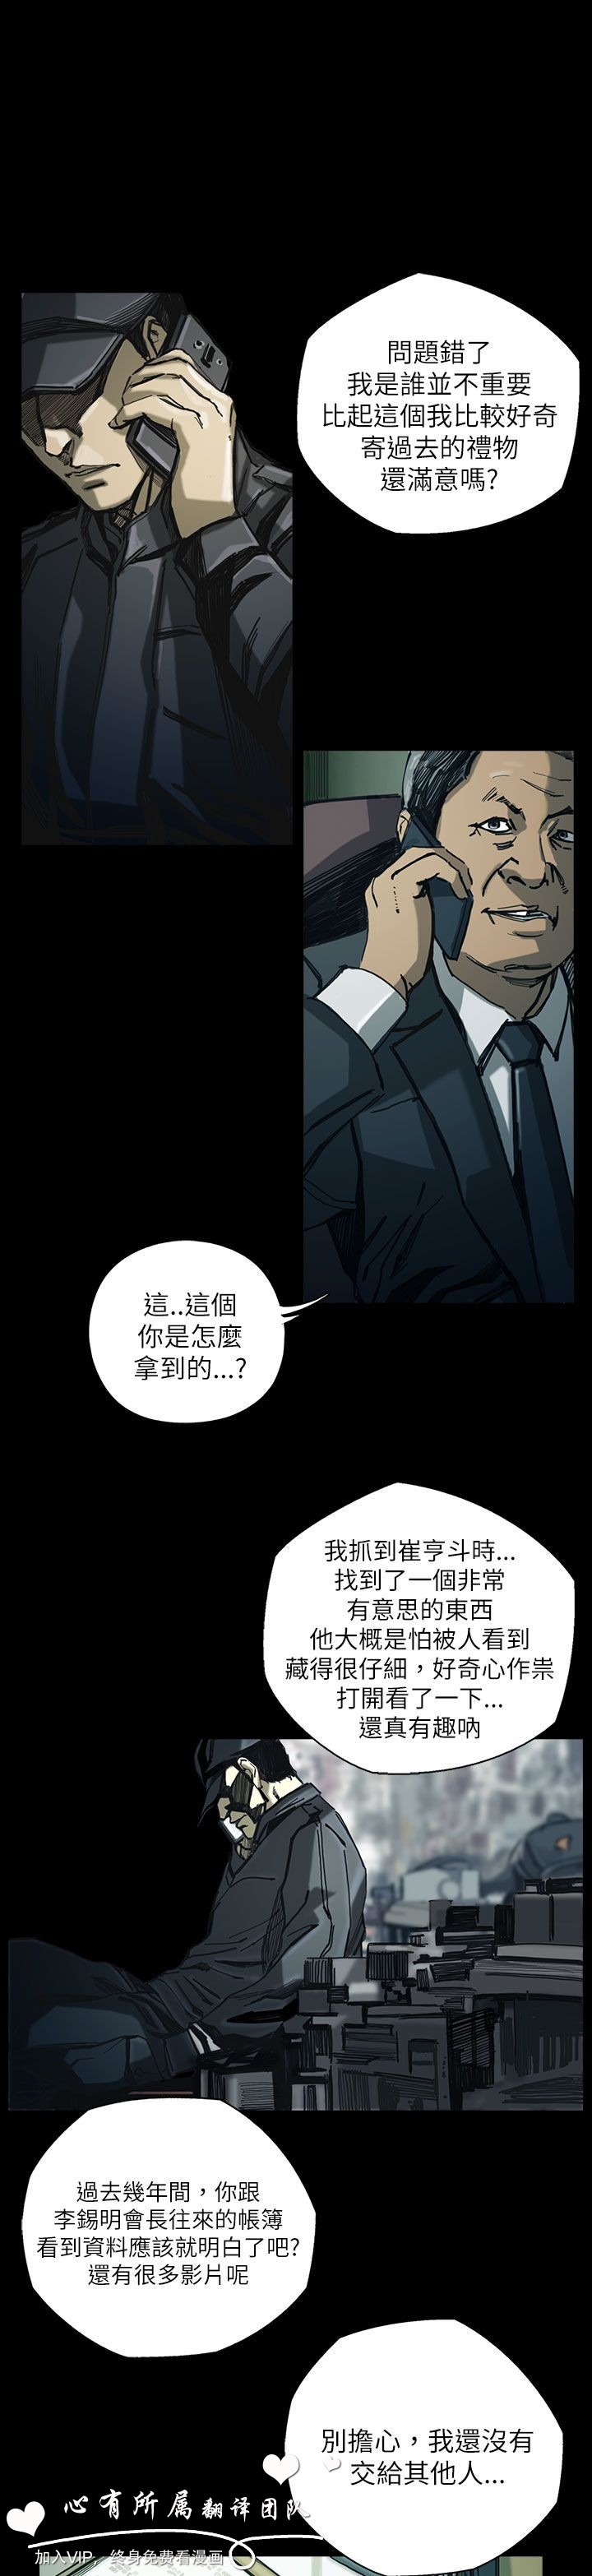 問題錯了
我是誰並不重要
比起這個我比較好奇
寄過去的禮物
還滿意嗎?
這..這個
你是怎麼
拿到的...?
我抓到崔亨斗時...
找到了一個非常
有意思的東西
他大概是怕被人看到
藏得很仔細，好奇心作祟
打開看了一下...
還真有趣吶
過去幾年間，你跟
李錫明會長往來的帳簿
看到資料應該就明白了吧?
還有很多影片呢
別擔心，我還沒有
交給其他人...
心有所属翻译团队
加入VIP，终身免费看漫画